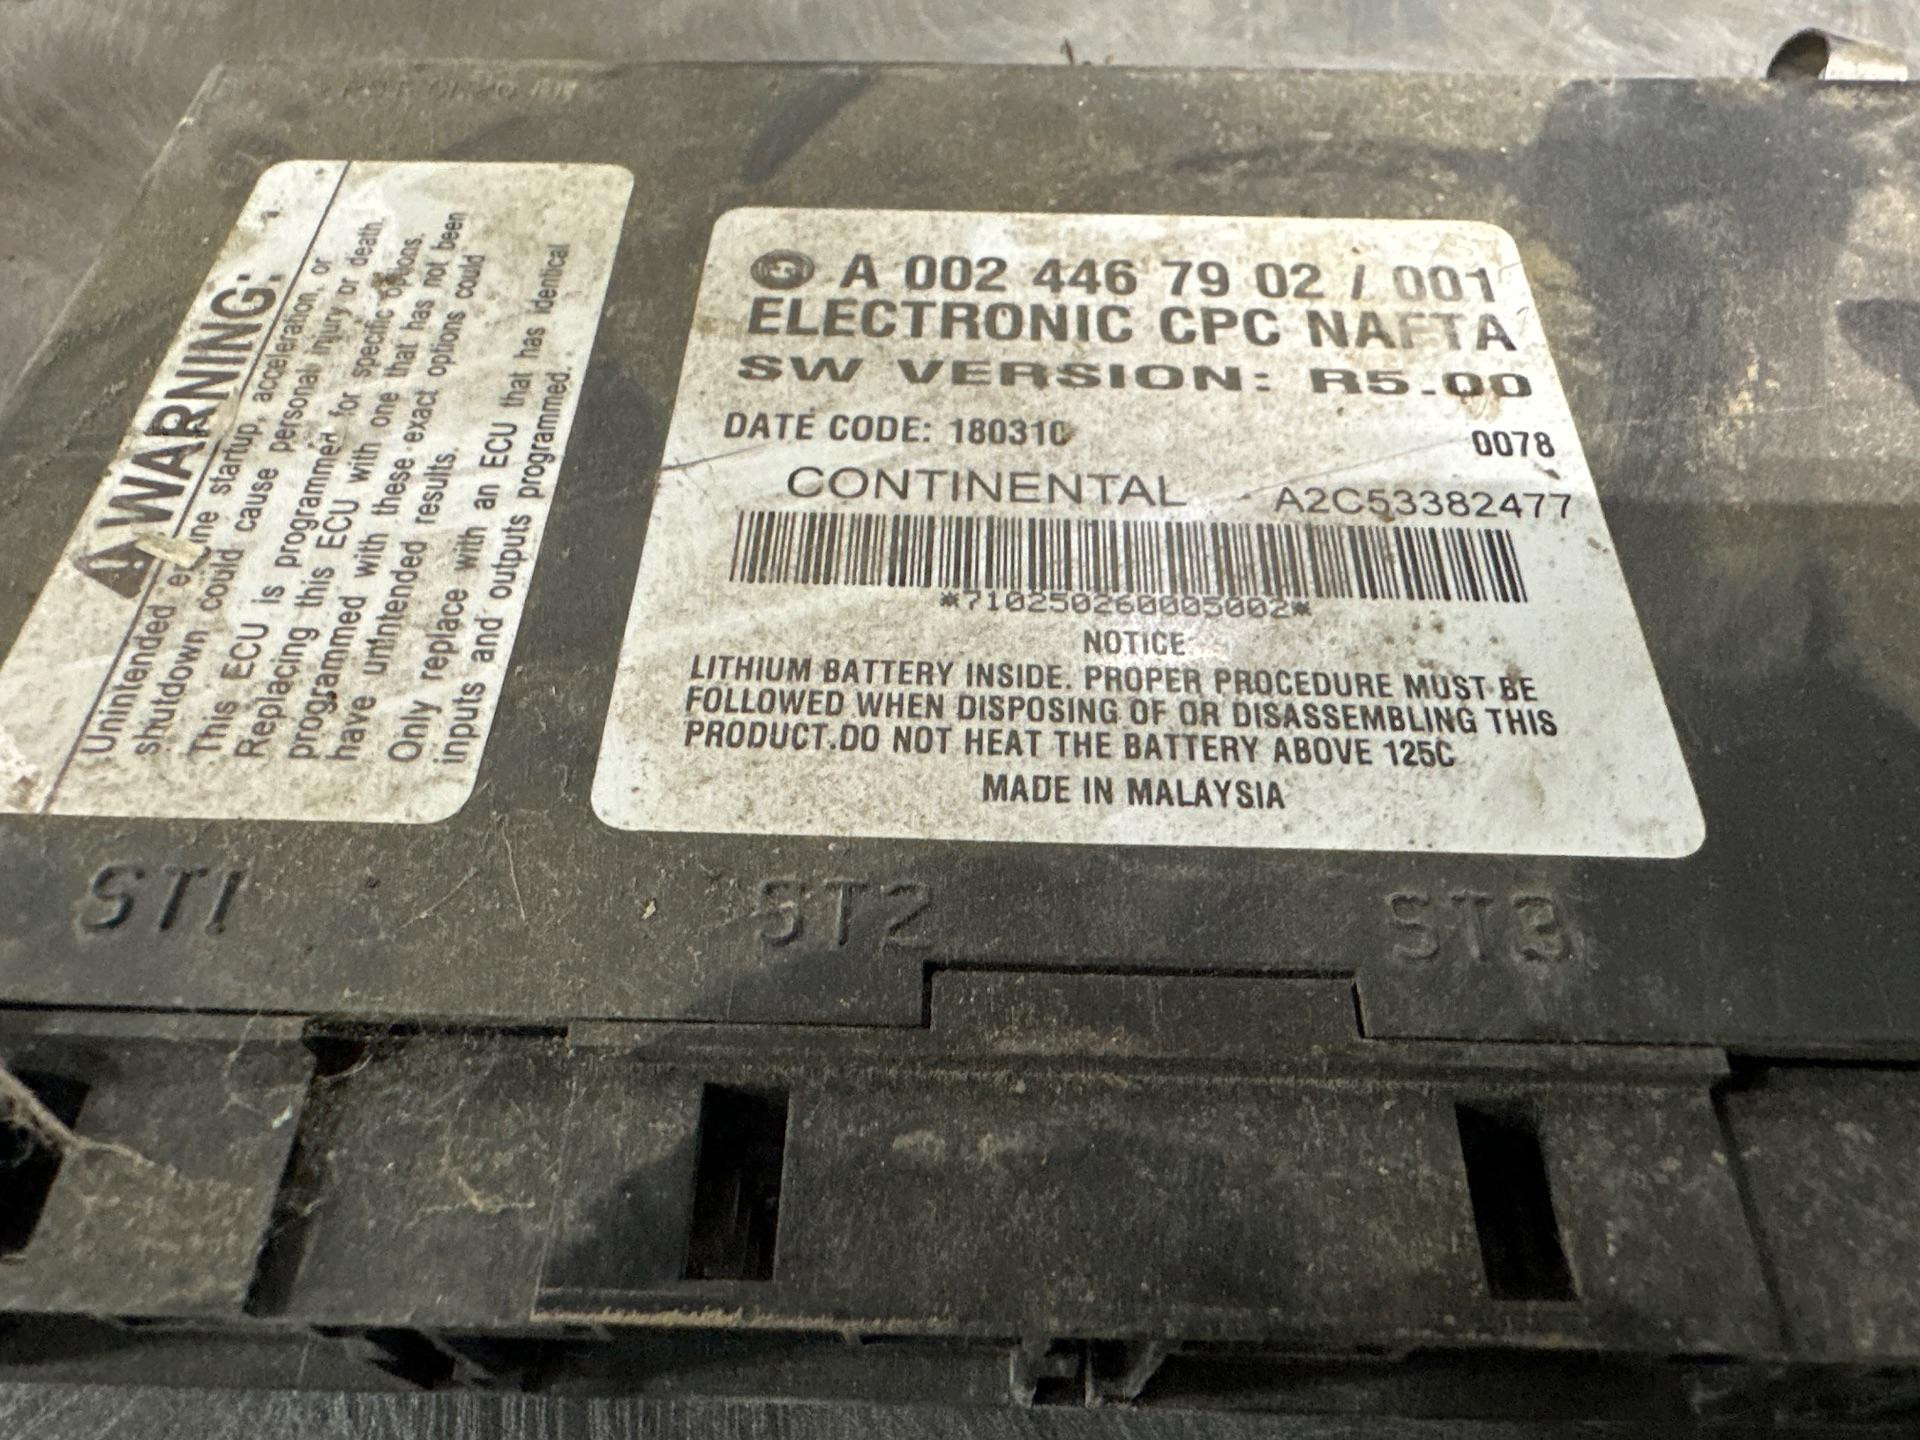 WARNING:
Unintended engine startup, acceleration, or
shutdown could cause personal injury or death.
This ECU is programmed for specific options.
Replacing this ECU with one that has not been
programmed with these exact options could
have unintended results.
Only replace with an ECU that has identical
inputs and outputs programmed.
A 002 446 79 02 / 001
ELECTRONIC CPC NAFTA
SW VERSION: R5.00
DATE CODE: 180310 0078
CONTINENTAL A2C53382477
*710250260005002*
NOTICE:
LITHIUM BATTERY INSIDE. PROPER PROCEDURE MUST BE
FOLLOWED WHEN DISPOSING OF OR DISASSEMBLING THIS
PRODUCT.DO NOT HEAT THE BATTERY ABOVE 125C
MADE IN MALAYSIA
ST1 ST2 ST3